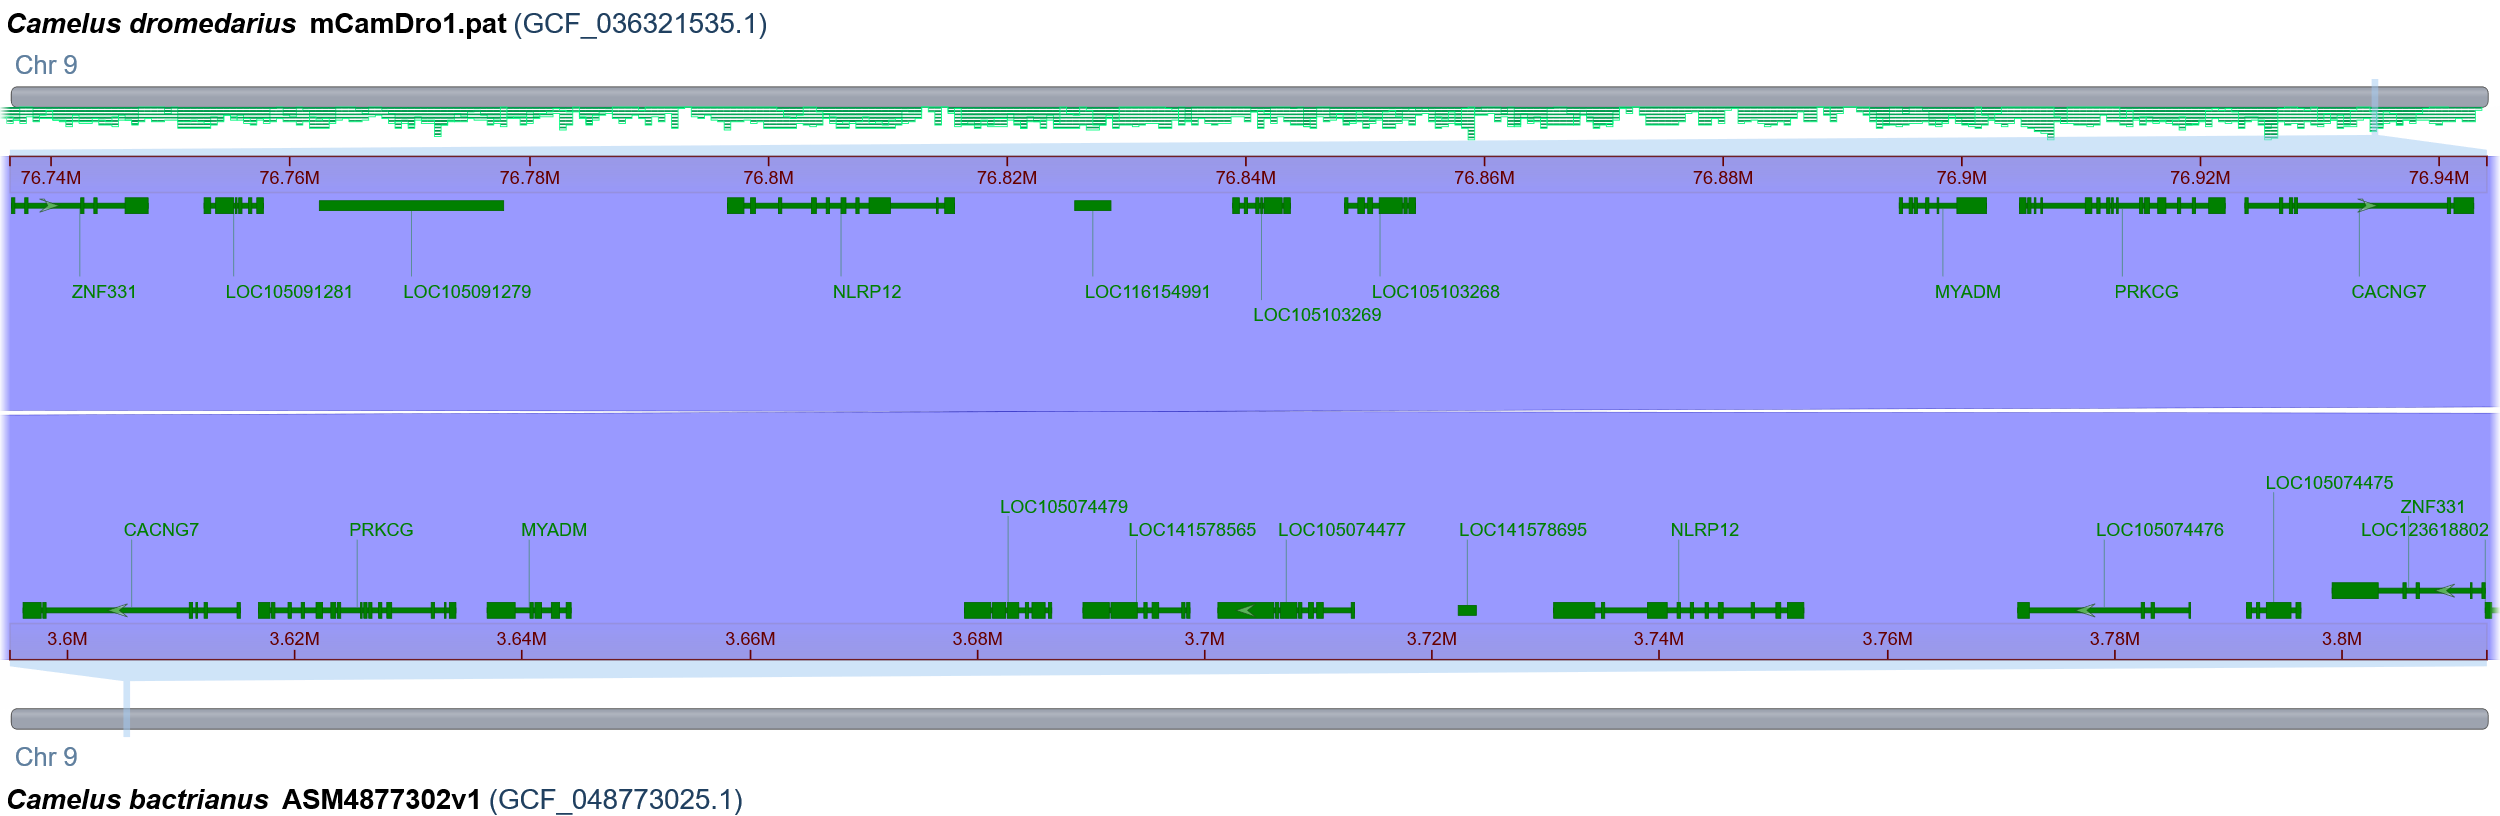 Camelus dromedarius mCamDro1.pat (GCF_036321535.1)
Chr 9
76.74M 76.76M 76.78M 76.8M 76.82M 76.84M 76.86M 76.88M 76.9M 76.92M 76.94M
ZNF331 LOC105091281 LOC105091279 NLRP12 LOC116154991 LOC105103268 MYADM PRKCG CACNG7
LOC105103269
LOC105074475
LOC105074479 ZNF331
CACNG7 PRKCG MYADM LOC141578565 LOC105074477 LOC141578695 NLRP12 LOC105074476 LOC123618802
3.6M 3.62M 3.64M 3.66M 3.68M 3.7M 3.72M 3.74M 3.76M 3.78M 3.8M
Chr 9
Camelus bactrianus ASM4877302v1 (GCF_048773025.1)